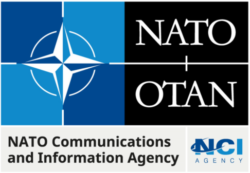 NATO
OTAN
NATO Communications
and Information Agency
NCI
AGENCY